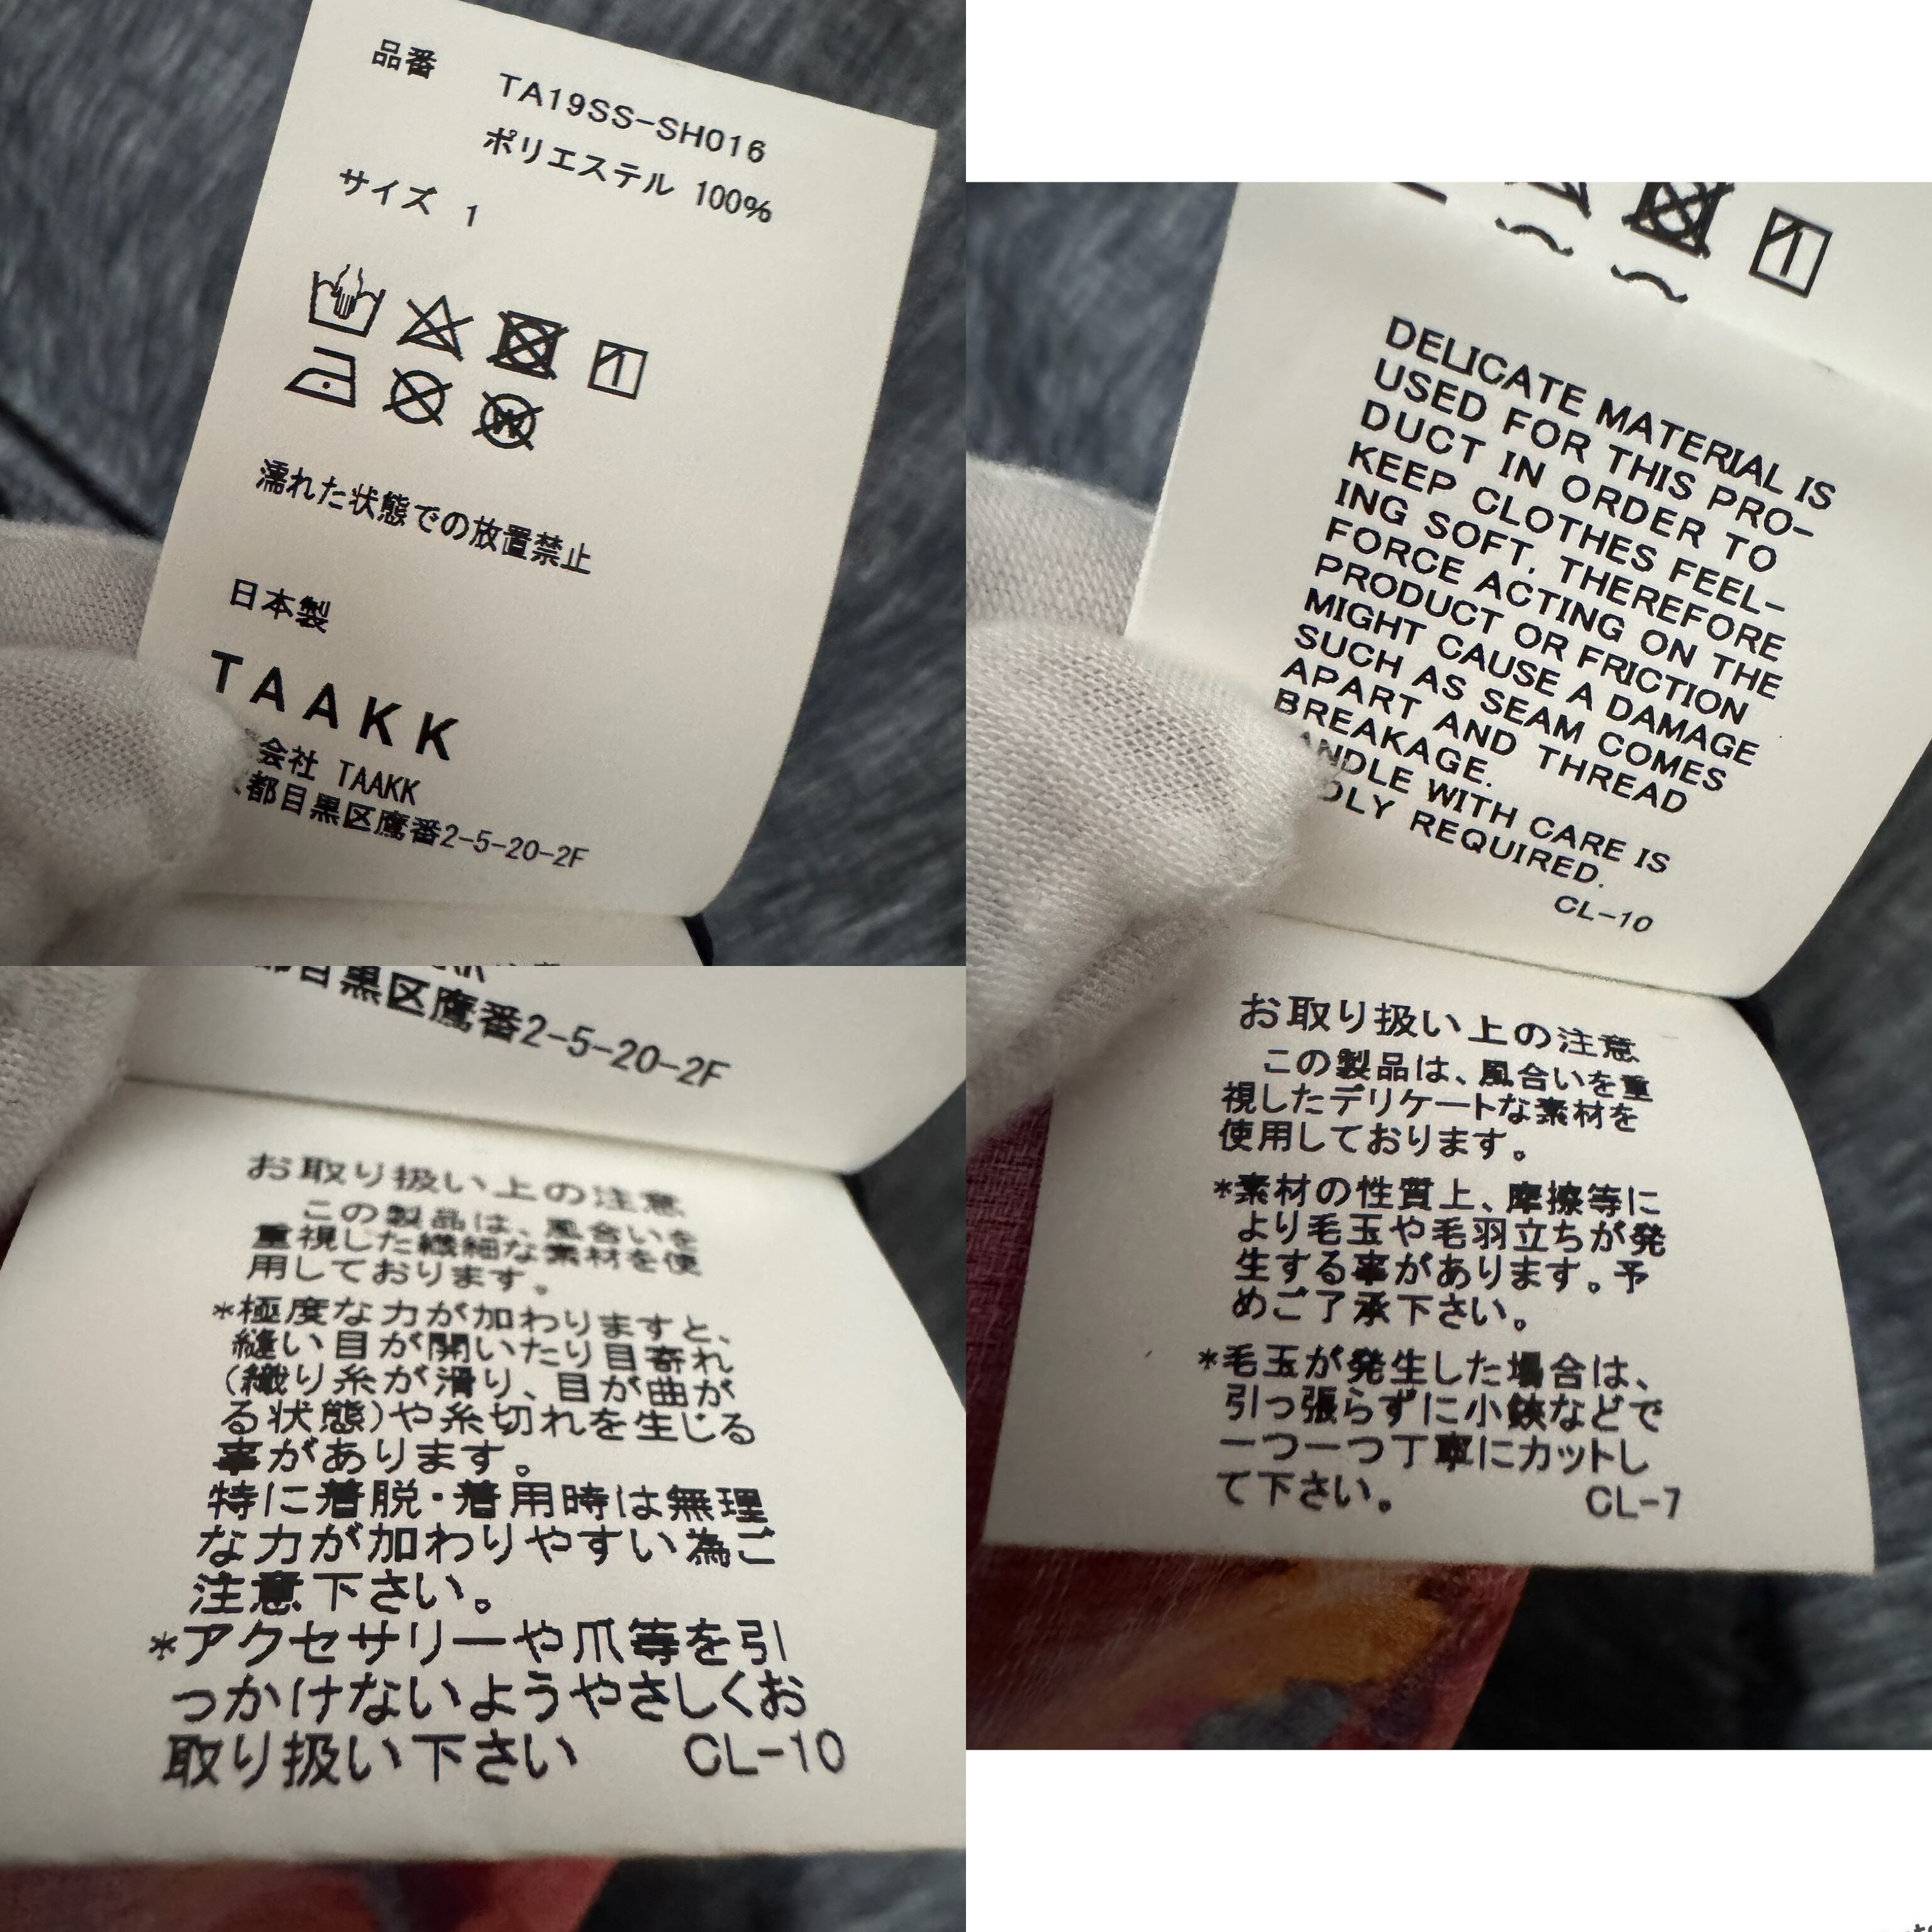 品番 TA19SS-SH016
ポリエステル 100%
サイズ 1
濡れた状態での放置禁止
日本製
TAAKK
会社 TAAKK
都目黒区鷹番2-5-20-2F
DELICATE MATERIAL IS
USED FOR THIS PRO-
DUCT IN ORDER TO
KEEP CLOTHES FEEL-
ING SOFT. THEREFORE
FORCE ACTING ON THE
PRODUCT OR FRICTION
MIGHT CAUSE A DAMAGE
SUCH AS SEAM COMES
APART AND THREAD
BREAKAGE.
ANDLE WITH CARE IS
OLY REQUIRED.
CL-10
お取り扱い上の注意
この製品は、風合いを重
視したデリケートな素材を
使用しております。
*素材の性質上、摩擦等に
より毛玉や毛羽立ちが発
生する事があります。予
めご了承下さい。
*毛玉が発生した場合は、
引っ張らずに小鋏などで
一つ一つ丁寧にカットし
て下さい。 CL-7
目黒区鷹番2-5-20-2F
お取り扱い上の注意
この製品は、風合いを
重視した繊細な素材を使
用しております。
*極度な力が加わりますと、
縫い目が開いたり目寄れ
(織り糸が滑り、目が曲が
る状態)や糸切れを生じる
事があります。
特に着脱・着用時は無理
な力が加わりやすい為ご
注意下さい。
*アクセサリーや爪等を引
っかけないようやさしくお
取り扱い下さい CL-10